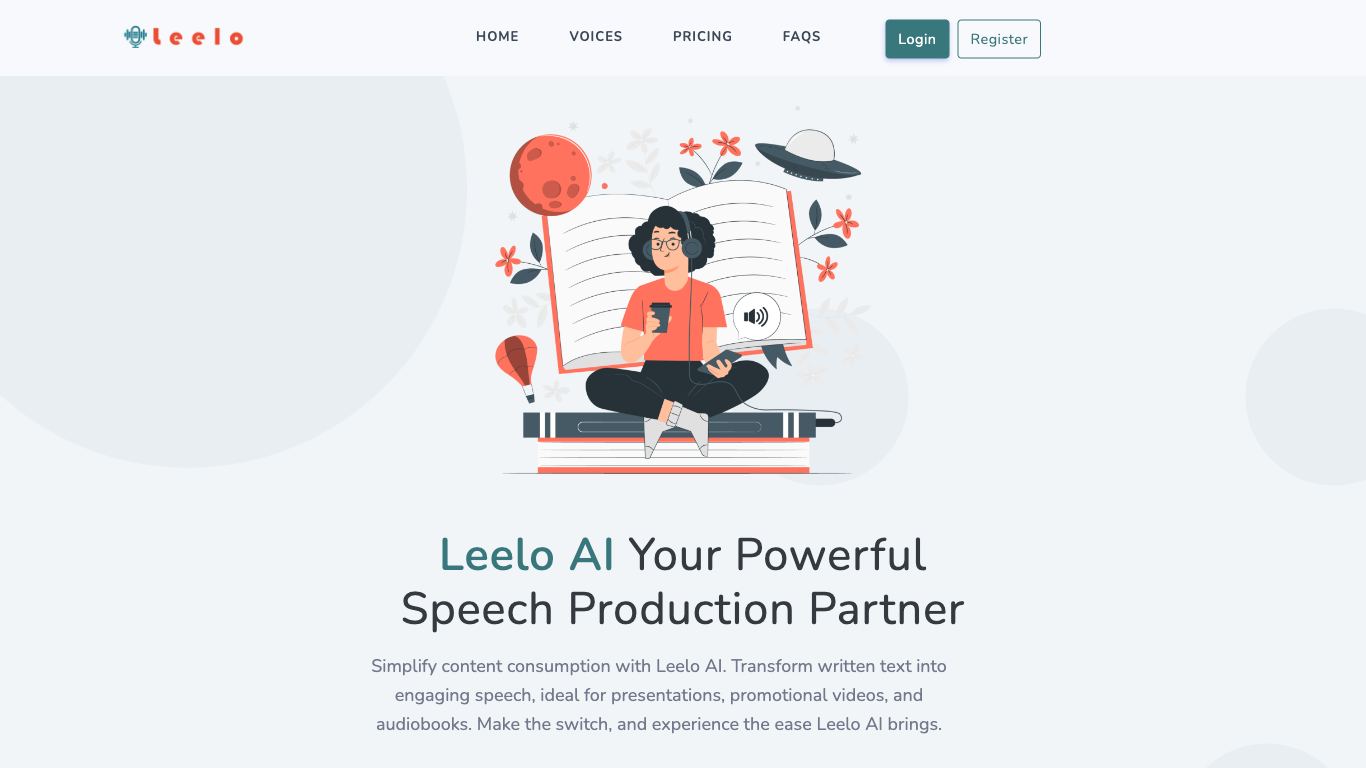 Leelo
HOME
VOICES
PRICING
FAQS
Login
Register
Leelo AI Your Powerful
Speech Production Partner
Simplify content consumption with Leelo AI. Transform written text into
engaging speech, ideal for presentations, promotional videos, and
audiobooks. Make the switch, and experience the ease Leelo AI brings.